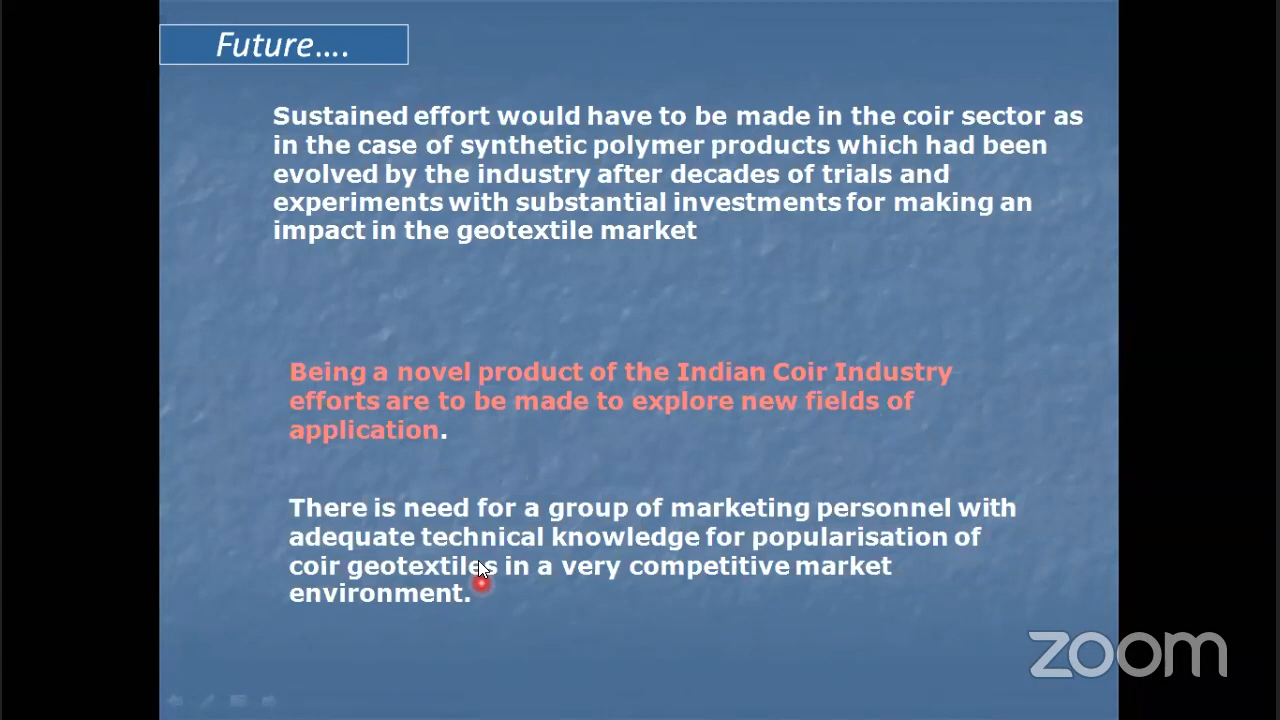 Future....
Sustained effort would have to be made in the coir sector as
in the case of synthetic polymer products which had been
evolved by the industry after decades of trials and
experiments with substantial investments for making an
impact in the geotextile market
Being a novel product of the Indian Coir Industry
efforts are to be made to explore new fields of
application.
There is need for a group of marketing personnel with
adequate technical knowledge for popularisation of
coir geotextiles in a very competitive market
environment.
zoom